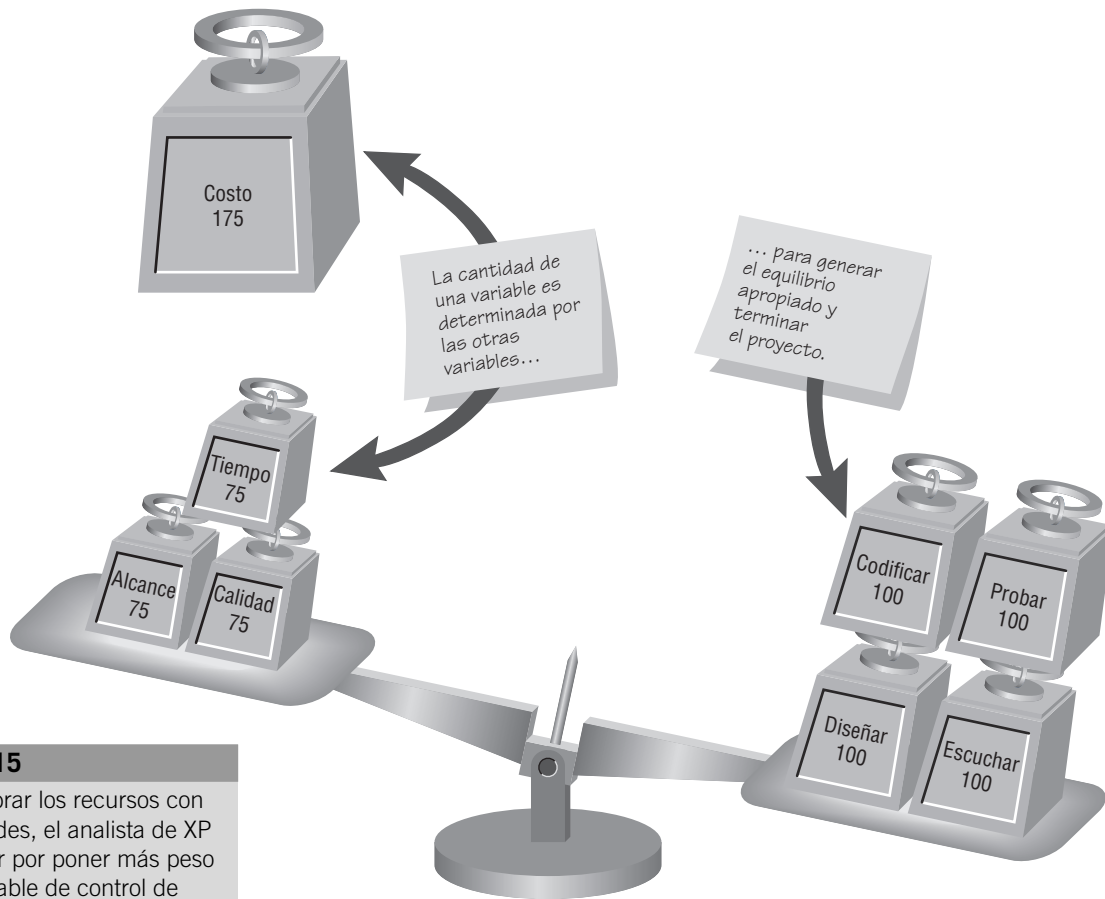 Costo
175
La cantidad de
una variable es
determinada por
las otras
variables…
… para generar
el equilibrio
apropiado y
terminar
el proyecto.
Tiempo
75
Alcance
75
Calidad
75
Codificar
100
Probar
100
Diseñar
100
Escuchar
100
15
rar los recursos con
des, el analista de XP
r por poner más peso
able de control de